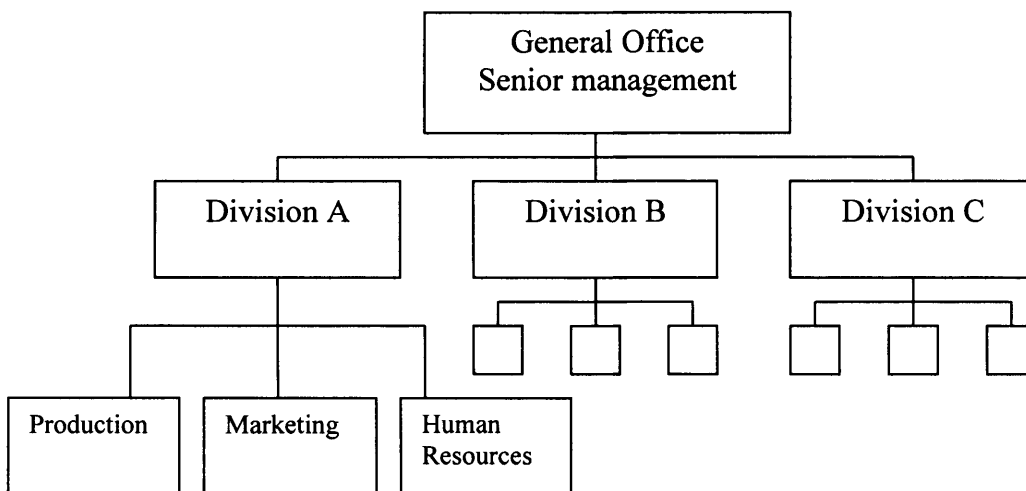 General Office
Senior management
Division A
Division B
Division C
Production
Marketing
Human
Resources